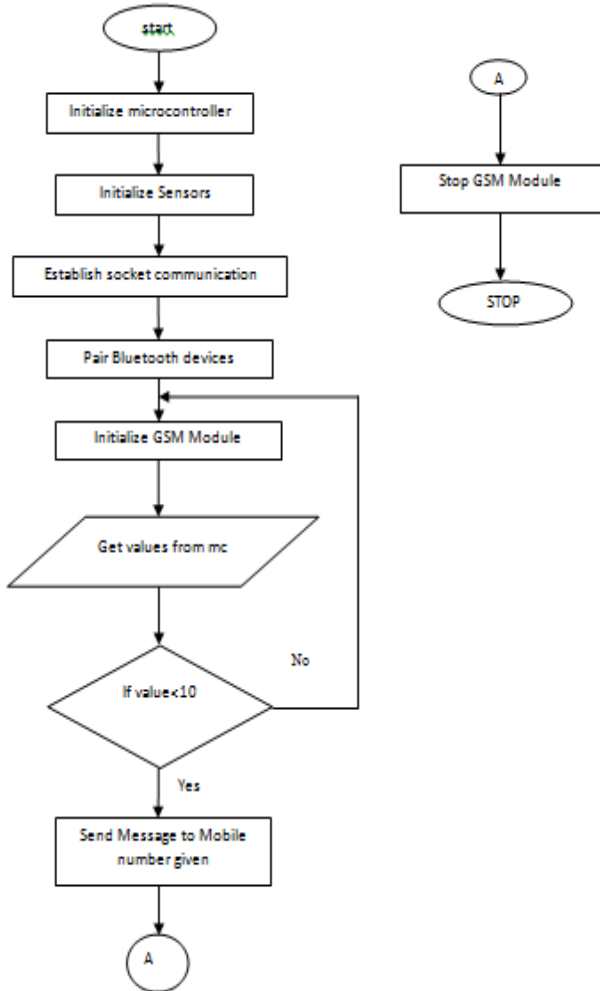 start
Initialize microcontroller
Initialize Sensors
Establish socket communication
Pair Bluetooth devices
Initialize GSM Module
Get values from mc
If value<10
No
Yes
Send Message to Mobile
number given
A
A
Stop GSM Module
STOP